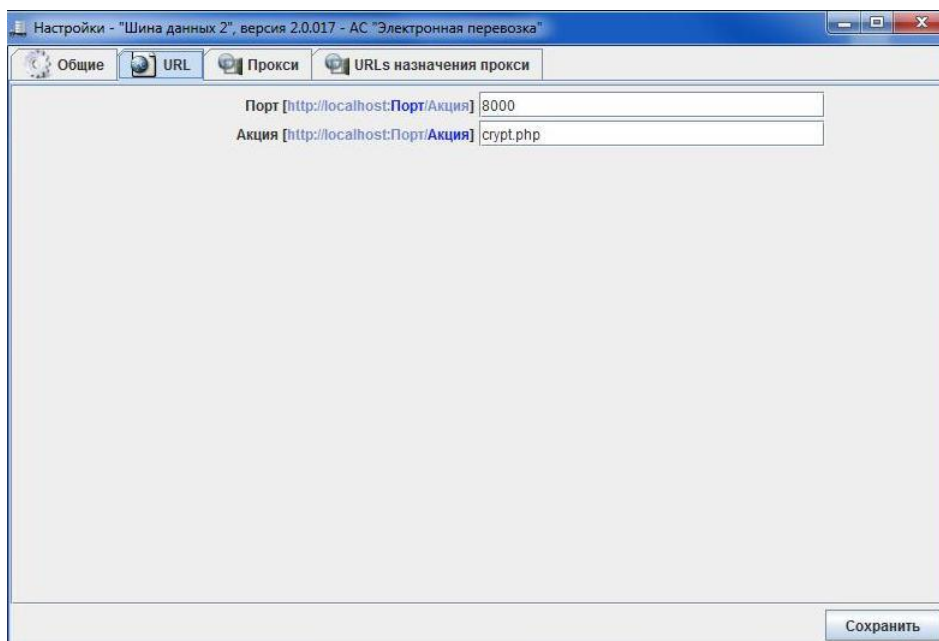 Настройки - "Шина данных 2", версия 2.0.017 - АС "Электронная перевозка"
Общие URL Прокси URLs назначения прокси
Порт [http://localhost:Порт/Акция] 8000
Акция [http://localhost:Порт/Акция] crypt.php
Сохранить